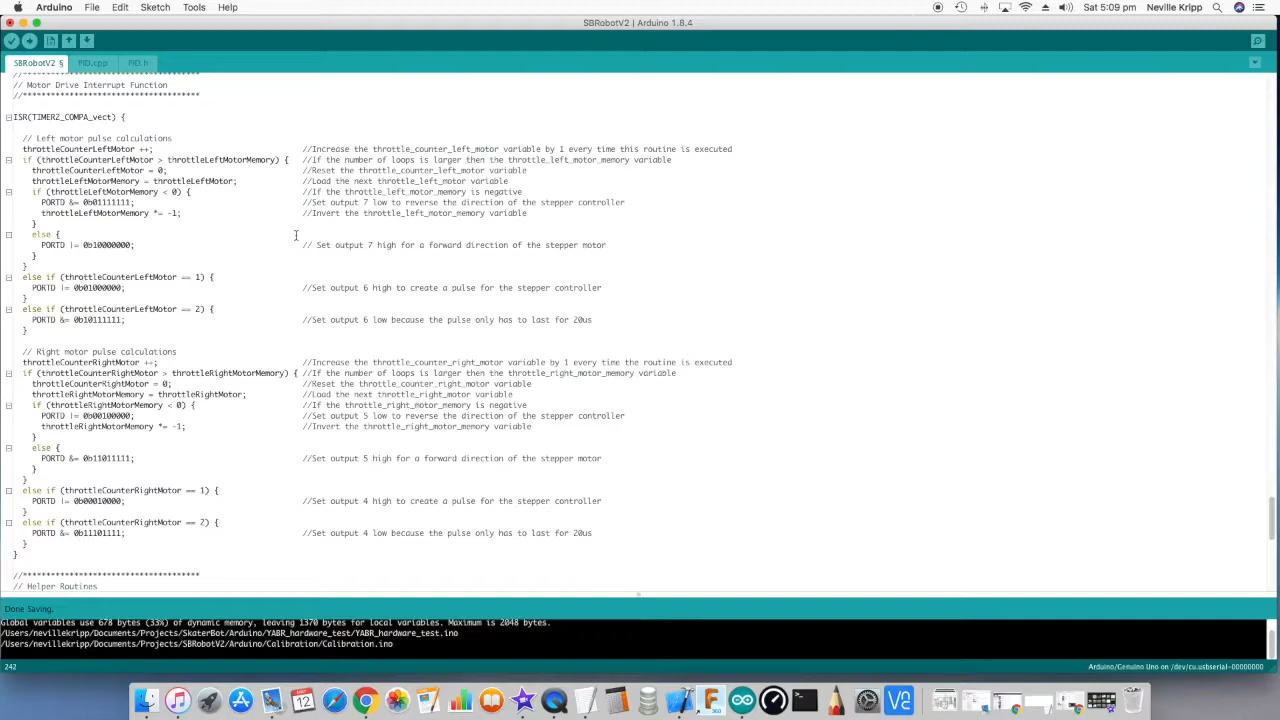 Arduino File Edit Sketch Tools Help Sat 5:09 pm Neville Kripp
SBRobotV2 | Arduino 1.8.4
SBRobotV2 § PID.cpp PID.h
//**************************************
// Motor Drive Interrupt Function
//**************************************
ISR(TIMER2_COMPA_vect) {
// Left motor pulse calculations
throttleCounterLeftMotor ++; //Increase the throttle_counter_left_motor variable by 1 every time this routine is executed
if (throttleCounterLeftMotor > throttleLeftMotorMemory) { //If the number of loops is larger then the throttle_left_motor_memory variable
throttleCounterLeftMotor = 0; //Reset the throttle_counter_left_motor variable
throttleLeftMotorMemory = throttleLeftMotor; //Load the next throttle_left_motor variable
if (throttleLeftMotorMemory < 0) { //If the throttle_left_motor_memory is negative
PORTD &= 0b01111111; //Set output 7 low to reverse the direction of the stepper controller
throttleLeftMotorMemory *= -1; //Invert the throttle_left_motor_memory variable
}
else {
PORTD |= 0b10000000; // Set output 7 high for a forward direction of the stepper motor
}
}
else if (throttleCounterLeftMotor == 1) {
PORTD |= 0b01000000; //Set output 6 high to create a pulse for the stepper controller
}
else if (throttleCounterLeftMotor == 2) {
PORTD &= 0b10111111; //Set output 6 low because the pulse only has to last for 20us
}
// Right motor pulse calculations
throttleCounterRightMotor ++; //Increase the throttle_counter_right_motor variable by 1 every time the routine is executed
if (throttleCounterRightMotor > throttleRightMotorMemory) { //If the number of loops is larger then the throttle_right_motor_memory variable
throttleCounterRightMotor = 0; //Reset the throttle_counter_right_motor variable
throttleRightMotorMemory = throttleRightMotor; //Load the next throttle_right_motor variable
if (throttleRightMotorMemory < 0) { //If the throttle_right_motor_memory is negative
PORTD |= 0b00100000; //Set output 5 low to reverse the direction of the stepper controller
throttleRightMotorMemory *= -1; //Invert the throttle_right_motor_memory variable
}
else {
PORTD &= 0b11011111; //Set output 5 high for a forward direction of the stepper motor
}
}
else if (throttleCounterRightMotor == 1) {
PORTD |= 0b00010000; //Set output 4 high to create a pulse for the stepper controller
}
else if (throttleCounterRightMotor == 2) {
PORTD &= 0b11101111; //Set output 4 low because the pulse only has to last for 20us
}
}
//**************************************
// Helper Routines
Done Saving.
Global variables use 678 bytes (33%) of dynamic memory, leaving 1370 bytes for local variables. Maximum is 2048 bytes.
/Users/nevillekripp/Documents/Projects/SkaterBot/Arduino/YABR_hardware_test/YABR_hardware_test.ino
/Users/nevillekripp/Documents/Projects/SBRobotV2/Arduino/Calibration/Calibration.ino
242 Arduino/Genuino Uno on /dev/cu.usbserial-00000000